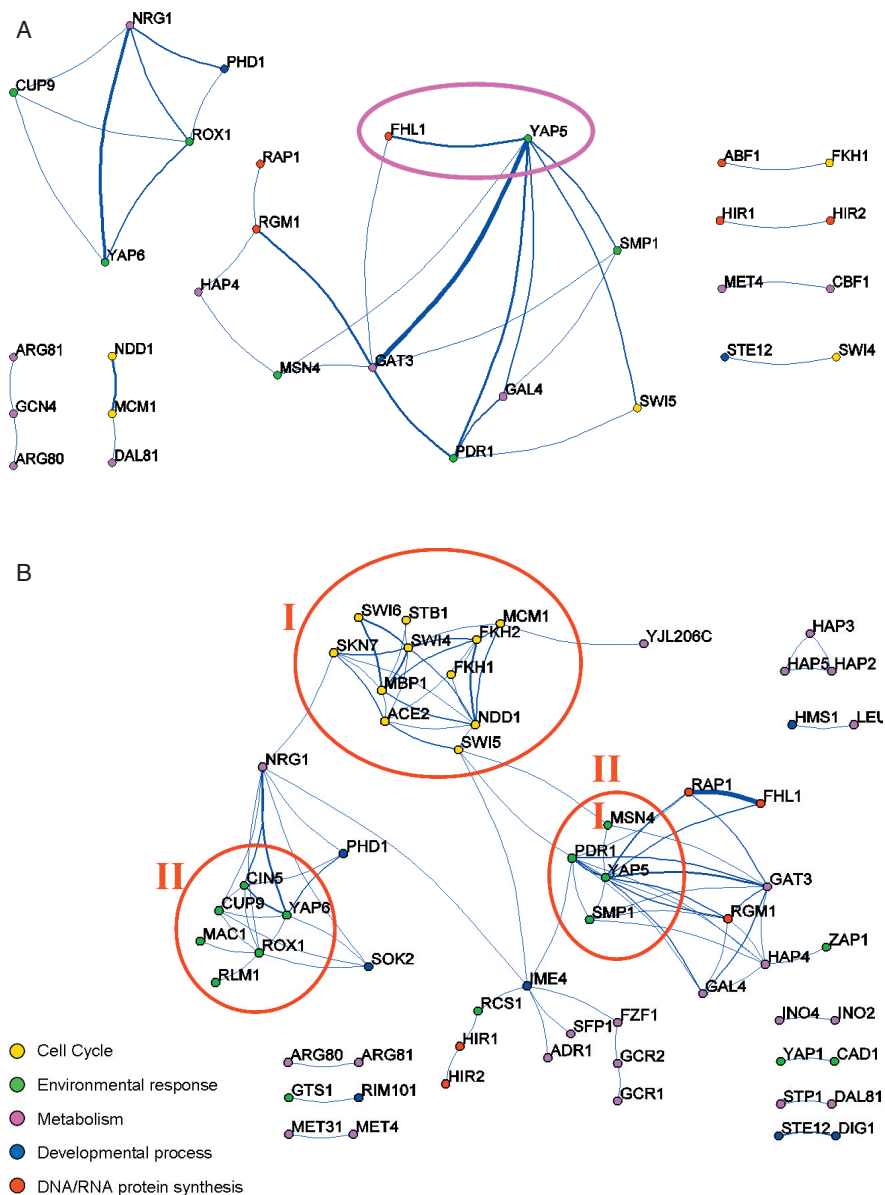 A
NRG1
PHD1
CUP9
ROX1
YAP6
FHL1
YAP5
RAP1
RGM1
HAP4
MSN4
GAT3
SMP1
GAL4
SWI5
PDR1
ABF1
FKH1
HIR1
HIR2
MET4
CBF1
STE12
SWI4
ARG81
GCN4
ARG80
NDD1
MCM1
DAL81
B
I
SWI6
STB1
MCM1
SKN7
SWI4
FKH2
FKH1
MBP1
ACE2
NDD1
SWI5
YJL206C
HAP3
HAP5
HAP2
HMS1
LEU
NRG1
PHD1
II
CIN5
CUP9
YAP6
MAC1
ROX1
RLM1
SOK2
II
I
MSN4
PDR1
YAP5
SMP1
RAP1
FHL1
GAT3
RGM1
HAP4
ZAP1
GAL4
IME4
RCS1
HIR1
HIR2
SFP1
ADR1
FZF1
GCR2
GCR1
INO4
INO2
YAP1
CAD1
STP1
DAL81
STE12
DIG1
ARG80
ARG81
GTS1
RIM101
MET31
MET4
Cell Cycle
Environmental response
Metabolism
Developmental process
DNA/RNA protein synthesis